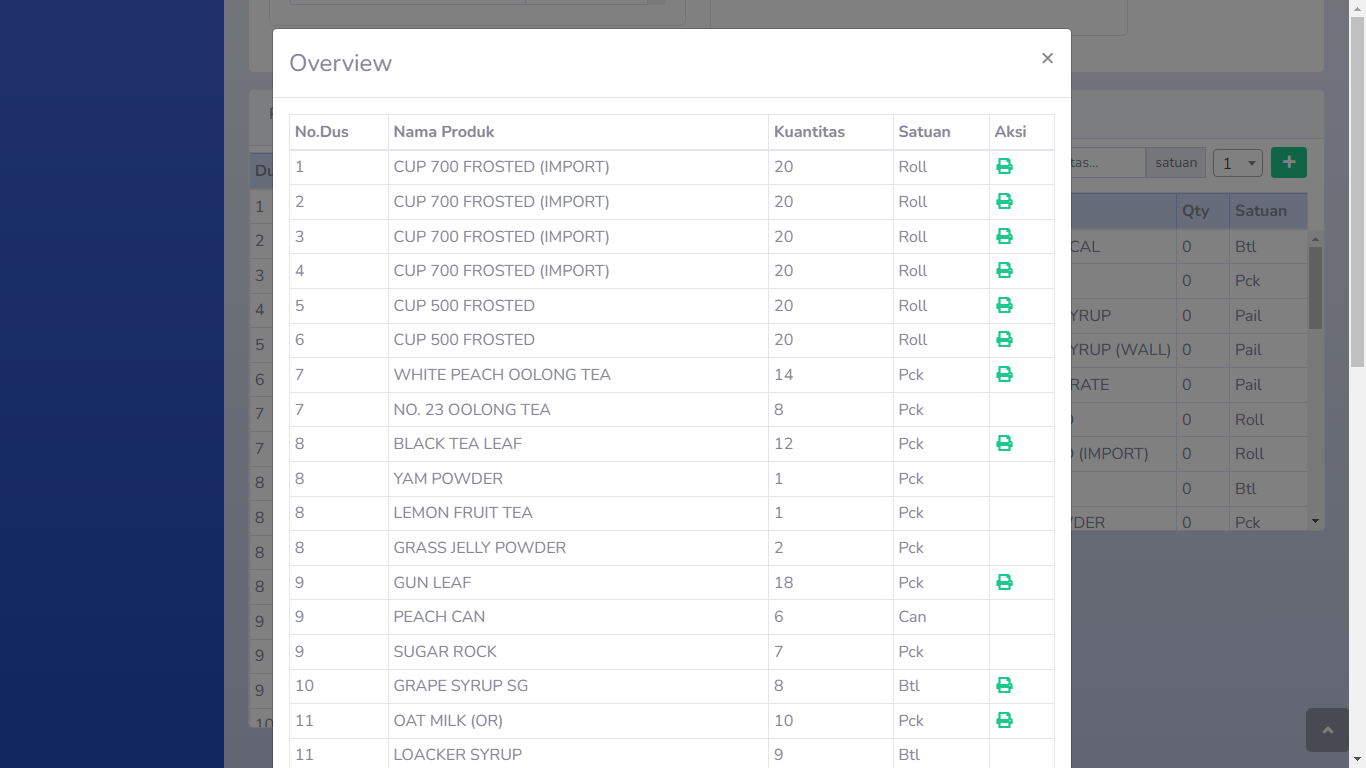 Overview ×
No.Dus Nama Produk Kuantitas Satuan Aksi
1 CUP 700 FROSTED (IMPORT) 20 Roll
2 CUP 700 FROSTED (IMPORT) 20 Roll
3 CUP 700 FROSTED (IMPORT) 20 Roll
4 CUP 700 FROSTED (IMPORT) 20 Roll
5 CUP 500 FROSTED 20 Roll
6 CUP 500 FROSTED 20 Roll
7 WHITE PEACH OOLONG TEA 14 Pck
7 NO. 23 OOLONG TEA 8 Pck
8 BLACK TEA LEAF 12 Pck
8 YAM POWDER 1 Pck
8 LEMON FRUIT TEA 1 Pck
8 GRASS JELLY POWDER 2 Pck
9 GUN LEAF 18 Pck
9 PEACH CAN 6 Can
9 SUGAR ROCK 7 Pck
10 GRAPE SYRUP SG 8 Btl
11 OAT MILK (OR) 10 Pck
11 LOACKER SYRUP 9 Btl
Du
1
2
3
4
5
6
7
7
8
8
8
8
9
9
9
10
tas... satuan 1 +
Qty Satuan
CAL 0 Btl
0 Pck
YRUP 0 Pail
YRUP (WALL) 0 Pail
RATE 0 Pail
0 Roll
(IMPORT) 0 Roll
0 Btl
DER 0 Pck